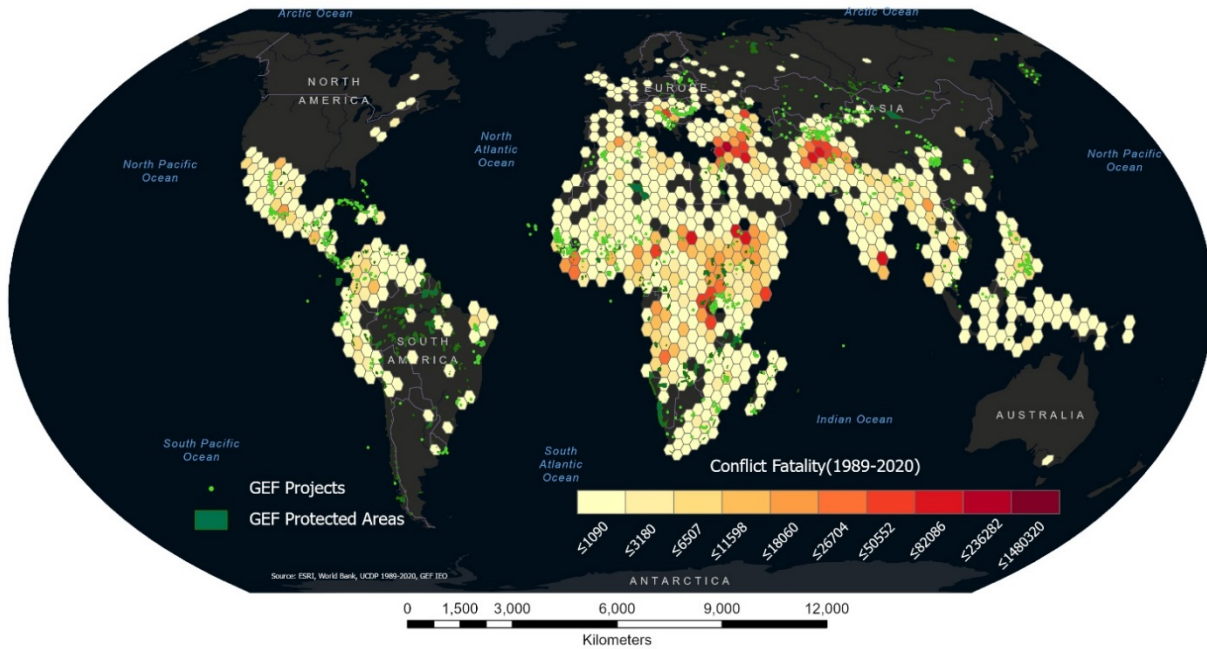 Arctic Ocean
Arctic Ocean
NORTH
AMERICA
EUROPE
ASIA
North Pacific
Ocean
North
Atlantic
Ocean
North Pacific
Ocean
SOUTH
AMERICA
AUSTRALIA
Indian Ocean
South Pacific
Ocean
South
Atlantic
Ocean
Conflict Fatality(1989-2020)
GEF Projects
GEF Protected Areas
≤1090
≤3180
≤6507
≤11598
≤18060
≤26704
≤50552
≤82086
≤236282
≤1480320
Source: ESRI, World Bank, UCDP 1989-2020, GEF IEO
ANTARCTICA
0 1,500 3,000 6,000 9,000 12,000
Kilometers